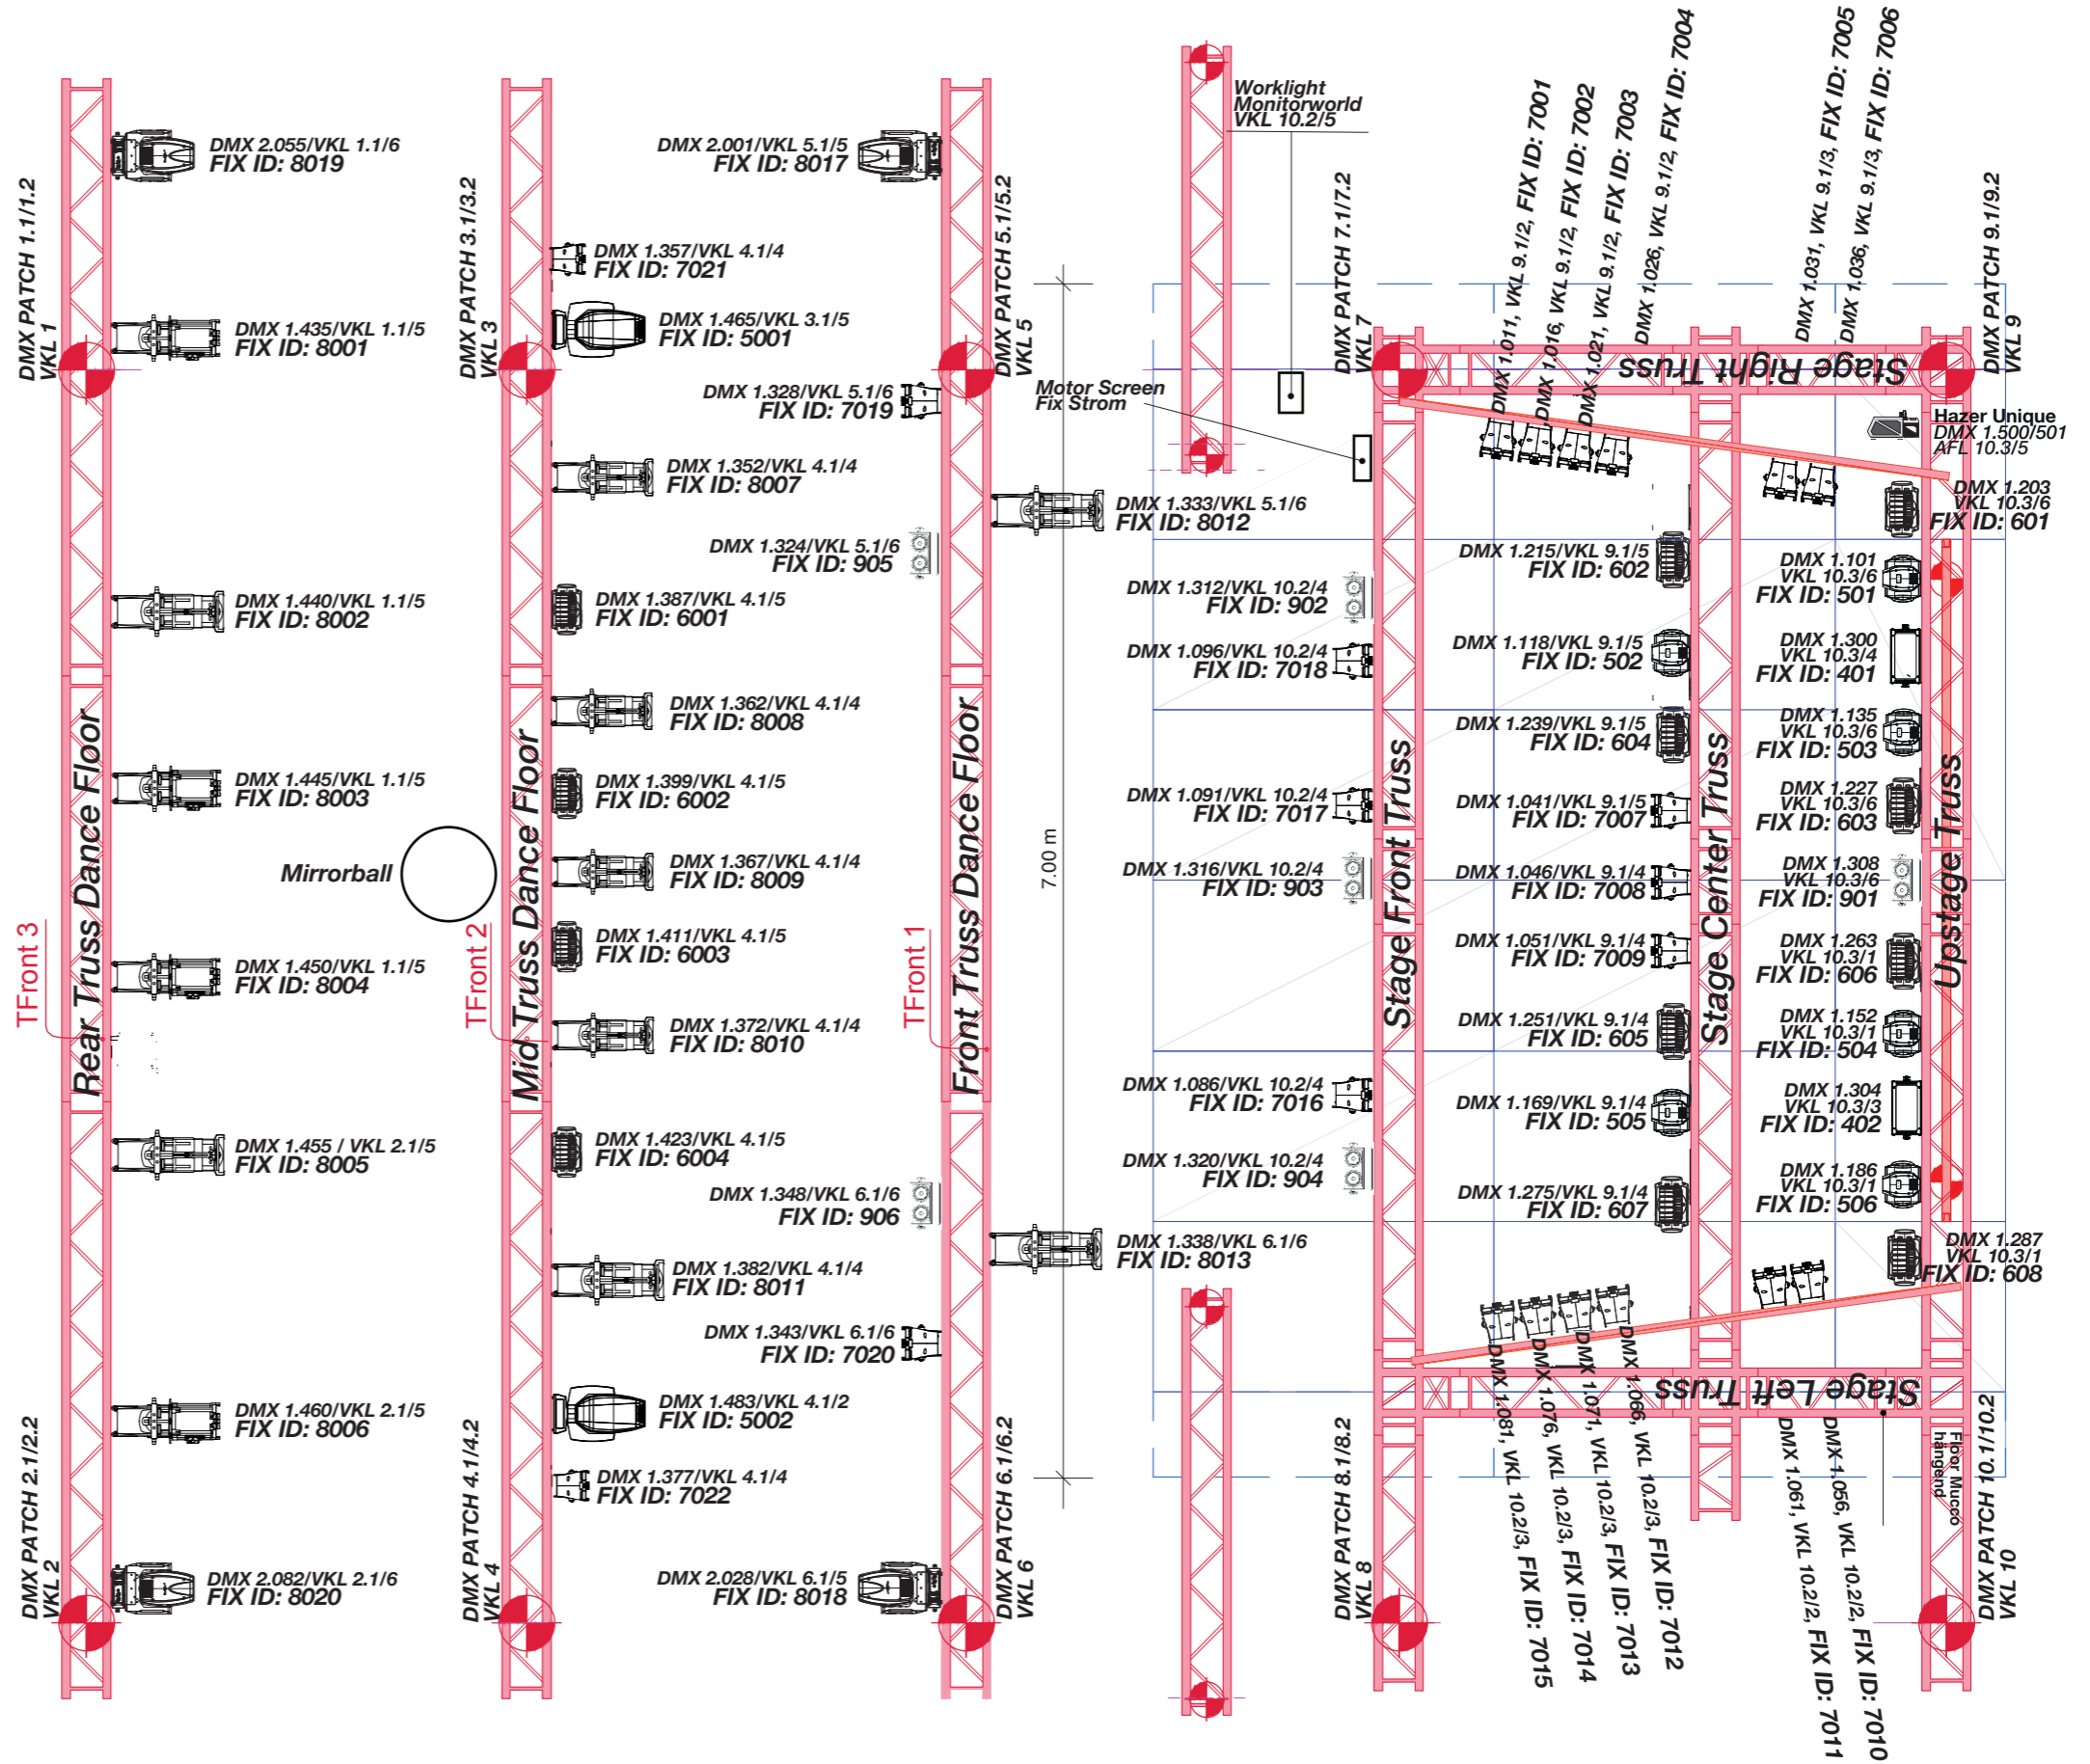 DMX PATCH 1.1/1.2
VKL 1
DMX 2.055/VKL 1.1/6
FIX ID: 8019
DMX 1.435/VKL 1.1/5
FIX ID: 8001
DMX 1.440/VKL 1.1/5
FIX ID: 8002
Rear Truss Dance Floor
DMX 1.445/VKL 1.1/5
FIX ID: 8003
Mirrorball
TFront 3
DMX 1.450/VKL 1.1/5
FIX ID: 8004
DMX 1.455 / VKL 2.1/5
FIX ID: 8005
DMX 1.460/VKL 2.1/5
FIX ID: 8006
DMX PATCH 2.1/2.2
VKL 2
DMX 2.082/VKL 2.1/6
FIX ID: 8020
DMX PATCH 3.1/3.2
VKL 3
DMX 1.357/VKL 4.1/4
FIX ID: 7021
DMX 1.465/VKL 3.1/5
FIX ID: 5001
DMX 1.352/VKL 4.1/4
FIX ID: 8007
DMX 1.387/VKL 4.1/5
FIX ID: 6001
DMX 1.362/VKL 4.1/4
FIX ID: 8008
Mid Truss Dance Floor
DMX 1.399/VKL 4.1/5
FIX ID: 6002
DMX 1.367/VKL 4.1/4
FIX ID: 8009
TFront 2
DMX 1.411/VKL 4.1/5
FIX ID: 6003
DMX 1.372/VKL 4.1/4
FIX ID: 8010
DMX 1.423/VKL 4.1/5
FIX ID: 6004
DMX 1.382/VKL 4.1/4
FIX ID: 8011
DMX 1.483/VKL 4.1/2
FIX ID: 5002
DMX 1.377/VKL 4.1/4
FIX ID: 7022
DMX PATCH 4.1/4.2
VKL 4
DMX 2.001/VKL 5.1/5
FIX ID: 8017
DMX PATCH 5.1/5.2
VKL 5
DMX 1.328/VKL 5.1/6
FIX ID: 7019
DMX 1.333/VKL 5.1/6
FIX ID: 8012
DMX 1.324/VKL 5.1/6
FIX ID: 905
Front Truss Dance Floor
TFront 1
7.00 m
DMX 1.348/VKL 6.1/6
FIX ID: 906
DMX 1.338/VKL 6.1/6
FIX ID: 8013
DMX 1.343/VKL 6.1/6
FIX ID: 7020
DMX 2.028/VKL 6.1/5
FIX ID: 8018
DMX PATCH 6.1/6.2
VKL 6
Worklight
Monitorworld
VKL 10.2/5
Motor Screen
Fix Strom
DMX PATCH 7.1/7.2
VKL 7
DMX 1.312/VKL 10.2/4
FIX ID: 902
DMX 1.096/VKL 10.2/4
FIX ID: 7018
DMX 1.091/VKL 10.2/4
FIX ID: 7017
DMX 1.316/VKL 10.2/4
FIX ID: 903
DMX 1.086/VKL 10.2/4
FIX ID: 7016
DMX 1.320/VKL 10.2/4
FIX ID: 904
Stage Front Truss
DMX PATCH 8.1/8.2
VKL 8
DMX 1.011, VKL 9.1/2, FIX ID: 7001
DMX 1.016, VKL 9.1/2, FIX ID: 7002
DMX 1.021, VKL 9.1/2, FIX ID: 7003
DMX 1.026, VKL 9.1/2, FIX ID: 7004
DMX 1.031, VKL 9.1/3, FIX ID: 7005
DMX 1.036, VKL 9.1/3, FIX ID: 7006
Stage Right Truss
DMX PATCH 9.1/9.2
VKL 9
DMX 1.215/VKL 9.1/5
FIX ID: 602
DMX 1.118/VKL 9.1/5
FIX ID: 502
DMX 1.239/VKL 9.1/5
FIX ID: 604
DMX 1.041/VKL 9.1/5
FIX ID: 7007
DMX 1.046/VKL 9.1/4
FIX ID: 7008
DMX 1.051/VKL 9.1/4
FIX ID: 7009
DMX 1.251/VKL 9.1/4
FIX ID: 605
DMX 1.169/VKL 9.1/4
FIX ID: 505
DMX 1.275/VKL 9.1/4
FIX ID: 607
Stage Center Truss
Hazer Unique
DMX 1.500/501
AFL 10.3/5
DMX 1.203
VKL 10.3/6
FIX ID: 601
DMX 1.101
VKL 10.3/6
FIX ID: 501
DMX 1.300
VKL 10.3/4
FIX ID: 401
DMX 1.135
VKL 10.3/6
FIX ID: 503
DMX 1.227
VKL 10.3/6
FIX ID: 603
DMX 1.308
VKL 10.3/6
FIX ID: 901
DMX 1.263
VKL 10.3/1
FIX ID: 606
DMX 1.152
VKL 10.3/1
FIX ID: 504
DMX 1.304
VKL 10.3/3
FIX ID: 402
DMX 1.186
VKL 10.3/1
FIX ID: 506
DMX 1.287
VKL 10.3/1
FIX ID: 608
Upstage Truss
Stage Left Truss
DMX 1.081, VKL 10.2/3, FIX ID: 7015
DMX 1.076, VKL 10.2/3, FIX ID: 7014
DMX 1.071, VKL 10.2/3, FIX ID: 7013
DMX 1.066, VKL 10.2/3, FIX ID: 7012
DMX 1.061, VKL 10.2/2, FIX ID: 7011
DMX 1.056, VKL 10.2/2, FIX ID: 7010
Floor Mucco
hängend
DMX PATCH 10.1/10.2
VKL 10